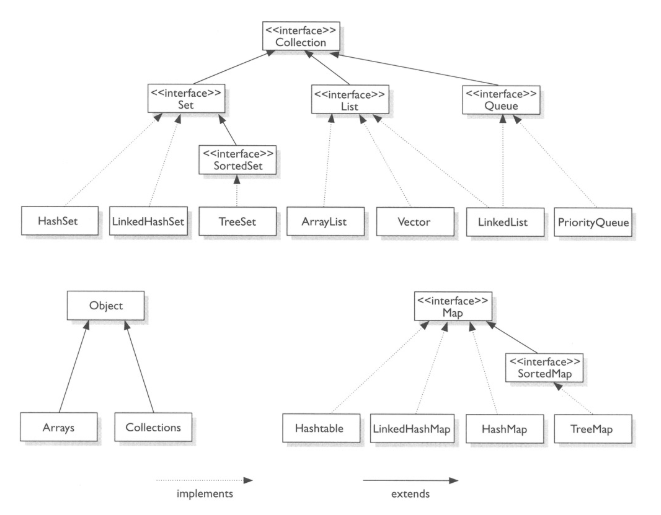 <<interface>>
Collection
<<interface>>
Set
<<interface>>
List
<<interface>>
Queue
<<interface>>
SortedSet
HashSet
LinkedHashSet
TreeSet
ArrayList
Vector
LinkedList
PriorityQueue
Object
<<interface>>
Map
<<interface>>
SortedMap
Arrays
Collections
Hashtable
LinkedHashMap
HashMap
TreeMap
implements
extends